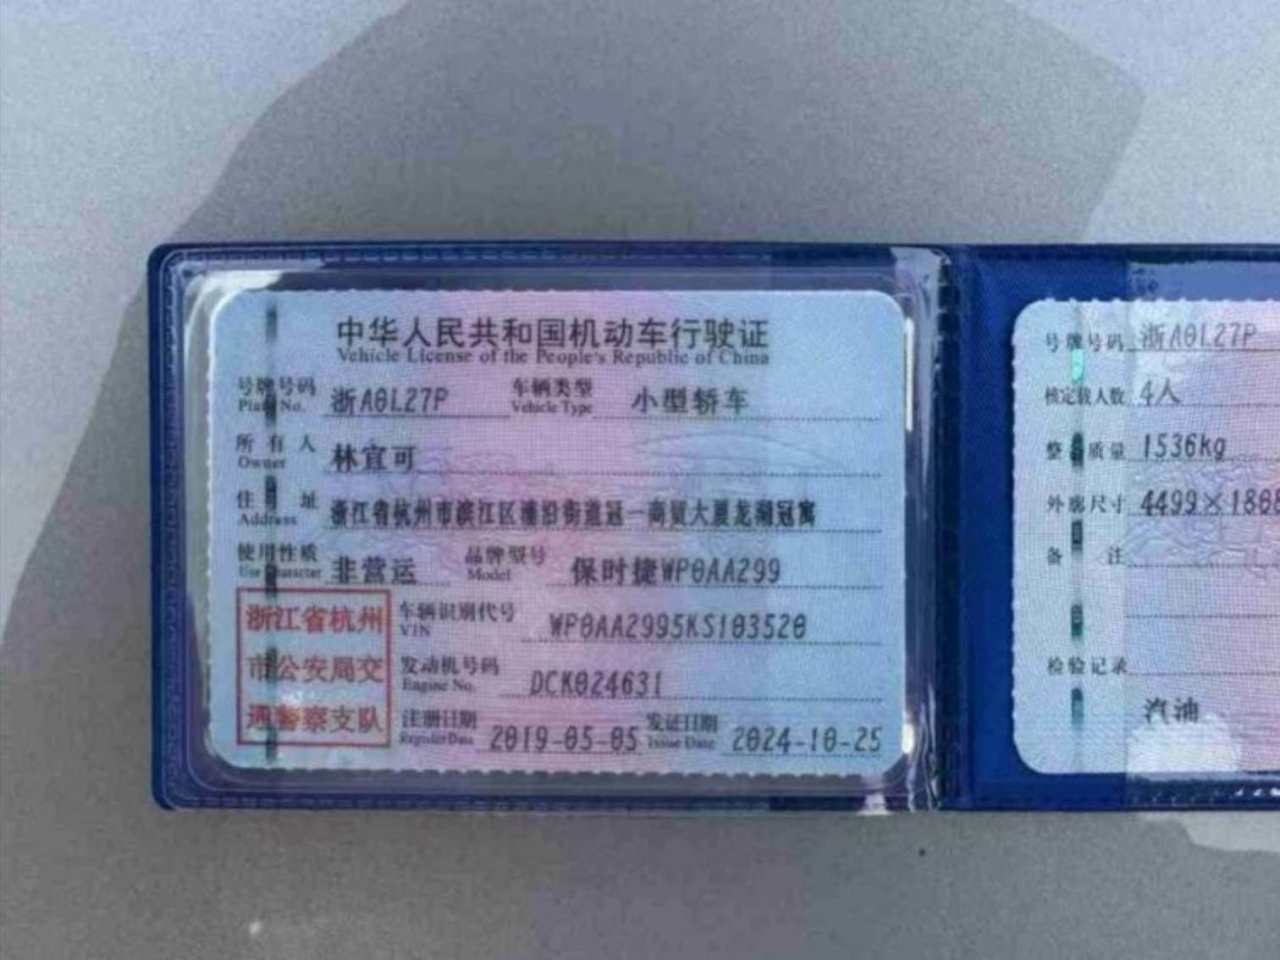 中华人民共和国机动车行驶证
Vehicle License of the People's Republic of China
号牌号码 浙A0L27P 车辆类型 小型轿车
Plate No. Vehicle Type
所有人 林宜可
Owner
住址 浙江省杭州市滨江区浦沿街道冠一商贸大厦龙湖冠寓
Address
使用性质 非营运 品牌型号 保时捷WP0AA299
Use Character Model
浙江省杭州
市公安局交
通警察支队
车辆识别代号 WP0AA2995KS103520
VIN
发动机号码 DCK024631
Engine No.
注册日期 2019-05-05 发证日期 2024-10-25
Register Date Issue Date
号牌号码 浙A0L27P
核定载人数 4人
整备质量 1536kg
外廓尺寸 4499×180
备注
检验记录
汽油